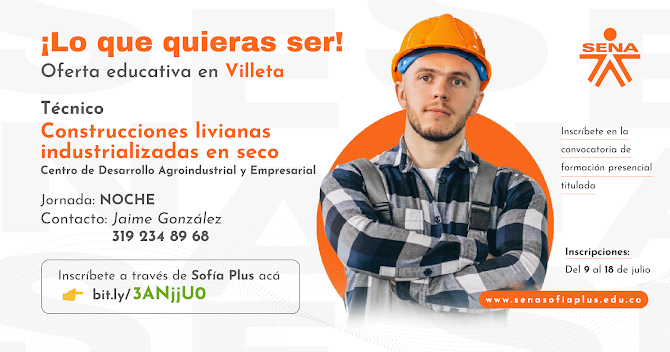 ¡Lo que quieras ser!
Oferta educativa en Villeta
Técnico
Construcciones livianas
industrializadas en seco
Centro de Desarrollo Agroindustrial y Empresarial
Jornada: NOCHE
Contacto: Jaime González
319 234 89 68
Inscríbete a través de Sofía Plus acá
bit.ly/3ANjjU0
SENA
Inscríbete en la
convocatoria de
formación presencial
titulada
Inscripciones:
Del 9 al 18 de julio
www.senasofiaplus.edu.co